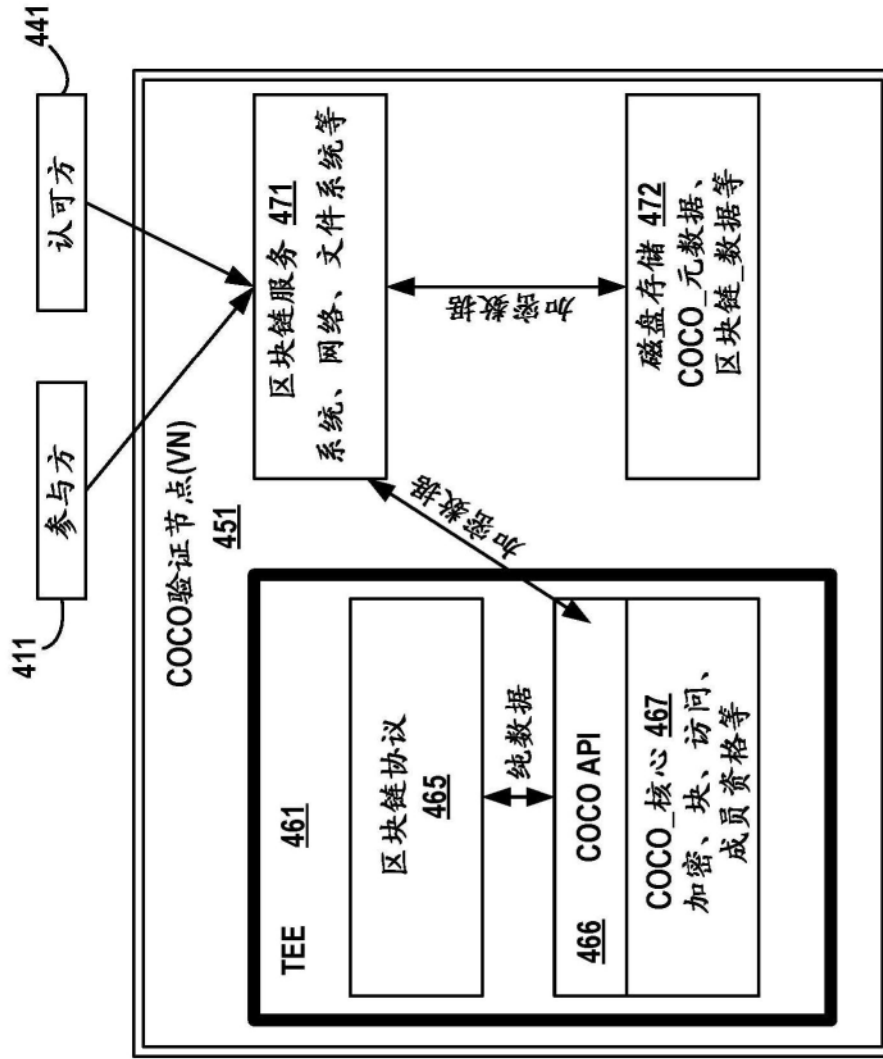 411
参与方
认可方
441
COCO验证节点(VN)
451
TEE 461
区块链协议
465
纯数据
466 COCO API
COCO_核心 467
加密、块、访问、
成员资格等
加密数据
区块链服务 471
系统、网络、文件系统等
加密数据
磁盘存储 472
COCO_元数据、
区块链_数据等